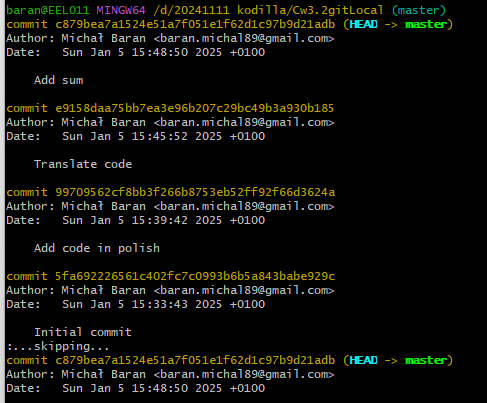 baran@EEL011 MINGW64 /d/20241111 kodilla/Cw3.2gitLocal (master)
commit c879bea7a1524e51a7f051e1f62d1c97b9d21adb (HEAD -> master)
Author: Michał Baran <baran.michal89@gmail.com>
Date:   Sun Jan 5 15:48:50 2025 +0100

    Add sum

commit e9158daa75bb7ea3e96b207c29bc49b3a930b185
Author: Michał Baran <baran.michal89@gmail.com>
Date:   Sun Jan 5 15:45:52 2025 +0100

    Translate code

commit 99709562cf8bb3f266b8753eb52ff92f66d3624a
Author: Michał Baran <baran.michal89@gmail.com>
Date:   Sun Jan 5 15:39:42 2025 +0100

    Add code in polish

commit 5fa692226561c402fc7c0993b6b5a843babe929c
Author: Michał Baran <baran.michal89@gmail.com>
Date:   Sun Jan 5 15:33:43 2025 +0100

    Initial commit
:...skipping...
commit c879bea7a1524e51a7f051e1f62d1c97b9d21adb (HEAD -> master)
Author: Michał Baran <baran.michal89@gmail.com>
Date:   Sun Jan 5 15:48:50 2025 +0100